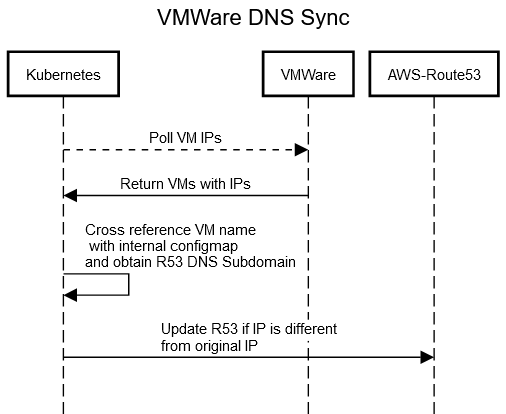 VMWare DNS Sync
Kubernetes
VMWare
AWS-Route53
Poll VM IPs
Return VMs with IPs
Cross reference VM name
with internal configmap
and obtain R53 DNS Subdomain
Update R53 if IP is different
from original IP